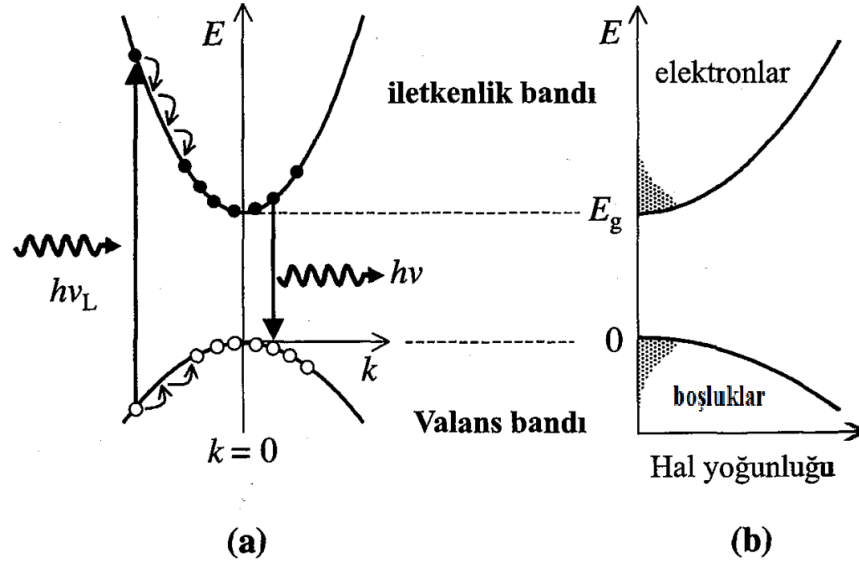 E
iletkenlik bandı
hν_L
hν
k
Valans bandı
k = 0
(a)
E
elektronlar
E_g
0
boşluklar
Hal yoğunluğu
(b)